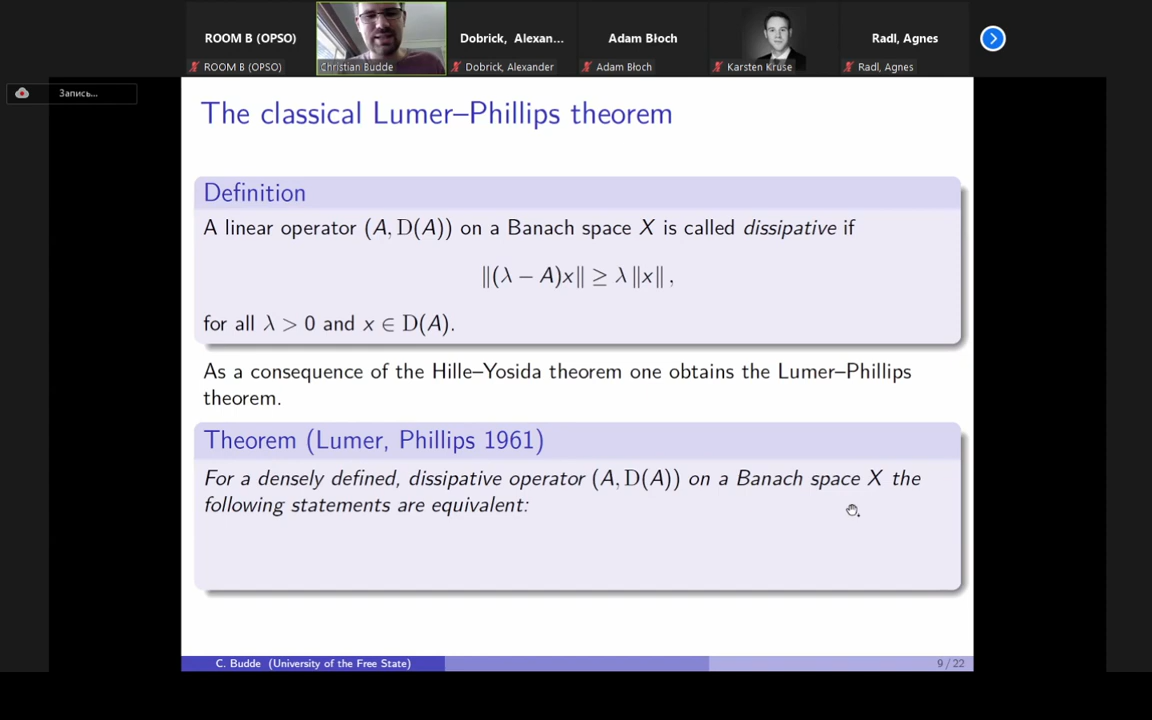 ROOM B (OPSO)
Dobrick, Alexan...
Adam Błoch
Radl, Agnes
ROOM B (OPSO)
Christian Budde
Dobrick, Alexander
Adam Błoch
Karsten Kruse
Radl, Agnes
Запись...
The classical Lumer–Phillips theorem
Definition
A linear operator (A, D(A)) on a Banach space X is called dissipative if
‖(λ − A)x‖ ≥ λ ‖x‖ ,
for all λ > 0 and x ∈ D(A).
As a consequence of the Hille–Yosida theorem one obtains the Lumer–Phillips
theorem.
Theorem (Lumer, Phillips 1961)
For a densely defined, dissipative operator (A, D(A)) on a Banach space X the
following statements are equivalent:
C. Budde (University of the Free State)
9 / 22